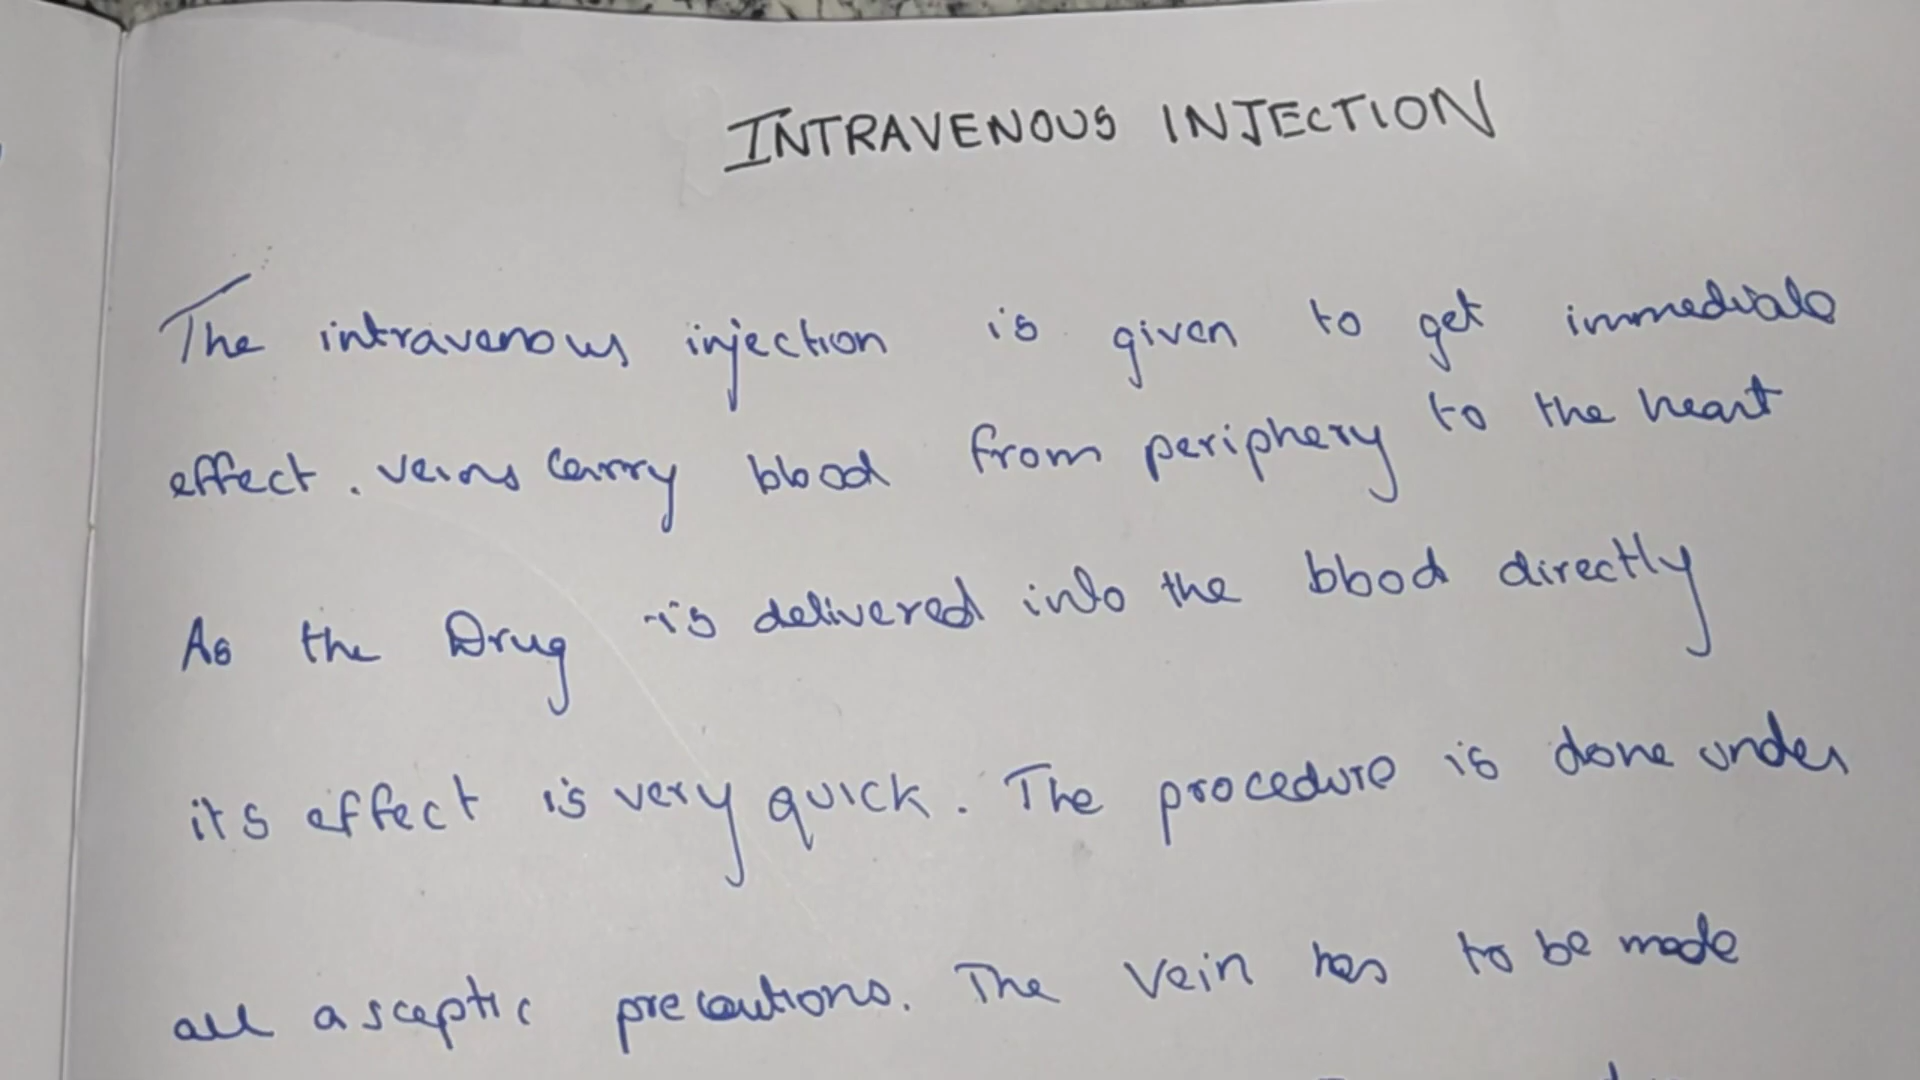 INTRAVENOUS INJECTION
The intravenous injection is given to get immediate
effect. veins carry blood from periphery to the heart
As the Drug is delivered into the blood directly
its effect is very quick. The procedure is done under
all asceptic precautions. The Vein has to be made